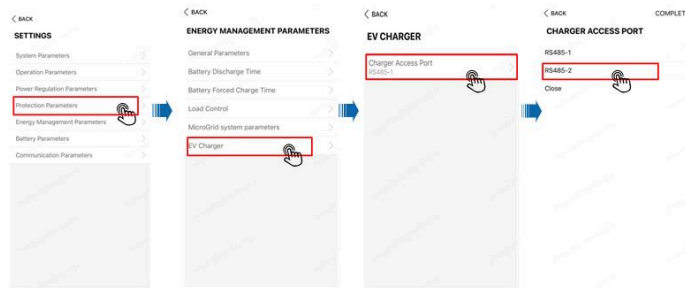 < BACK
SETTINGS
System Parameters
Operation Parameters
Power Regulation Parameters
Protection Parameters
Energy Management Parameters
Battery Parameters
Communication Parameters
< BACK
ENERGY MANAGEMENT PARAMETERS
General Parameters
Battery Discharge Time
Battery Forced Charge Time
Load Control
MicroGrid system parameters
EV Charger
< BACK
EV CHARGER
Charger Access Port
RS485-1
< BACK COMPLET
CHARGER ACCESS PORT
RS485-1
RS485-2
Close